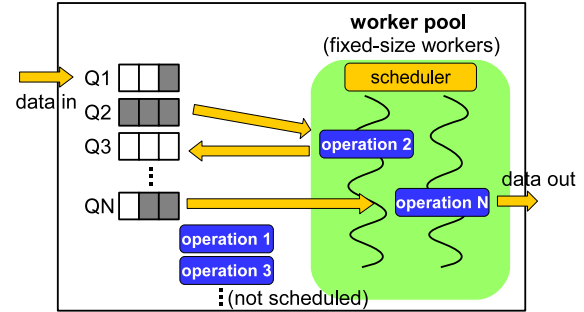 worker pool
(fixed-size workers)
scheduler
data in
Q1
Q2
Q3
QN
operation 2
operation N
data out
operation 1
operation 3
(not scheduled)